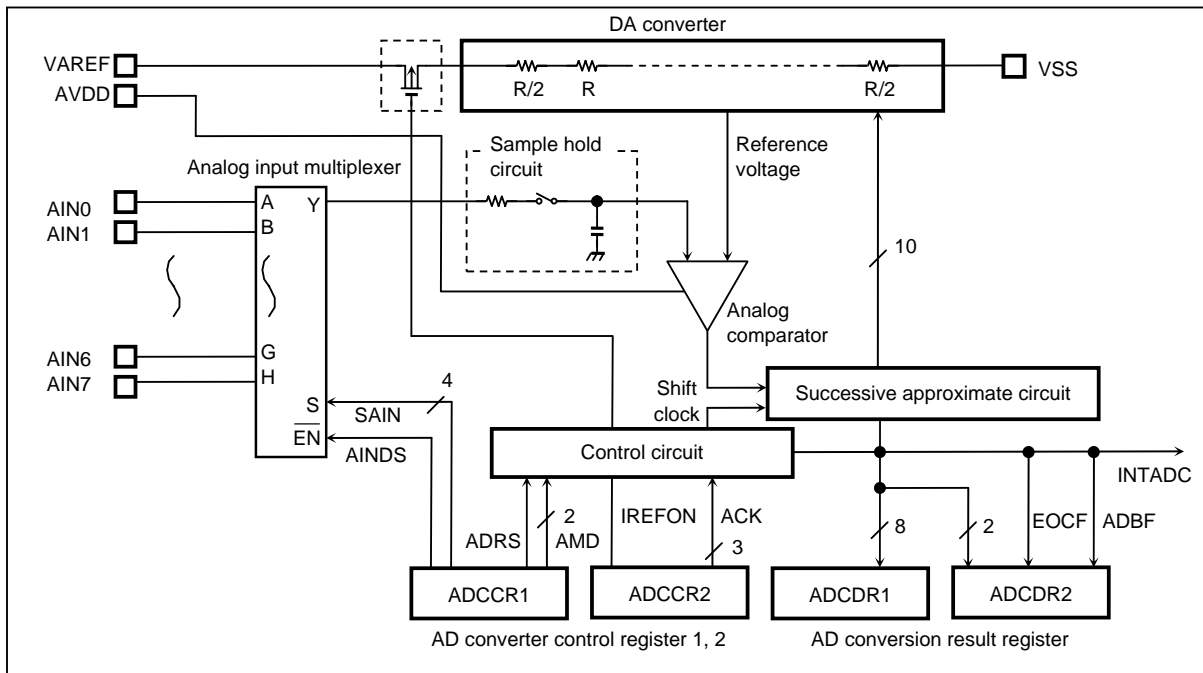 DA converter
VAREF
VSS
AVDD
R/2
R
R/2
Sample hold
circuit
Reference
voltage
Analog input multiplexer
AIN0
A
Y
AIN1
B
10
Analog
comparator
AIN6
G
AIN7
H
4
Shift
clock
Successive approximate circuit
S
SAIN
EN
AINDS
Control circuit
INTADC
ADRS
2
AMD
IREFON
ACK
3
8
2
EOCF
ADBF
ADCCR1
ADCCR2
ADCDR1
ADCDR2
AD converter control register 1, 2
AD conversion result register